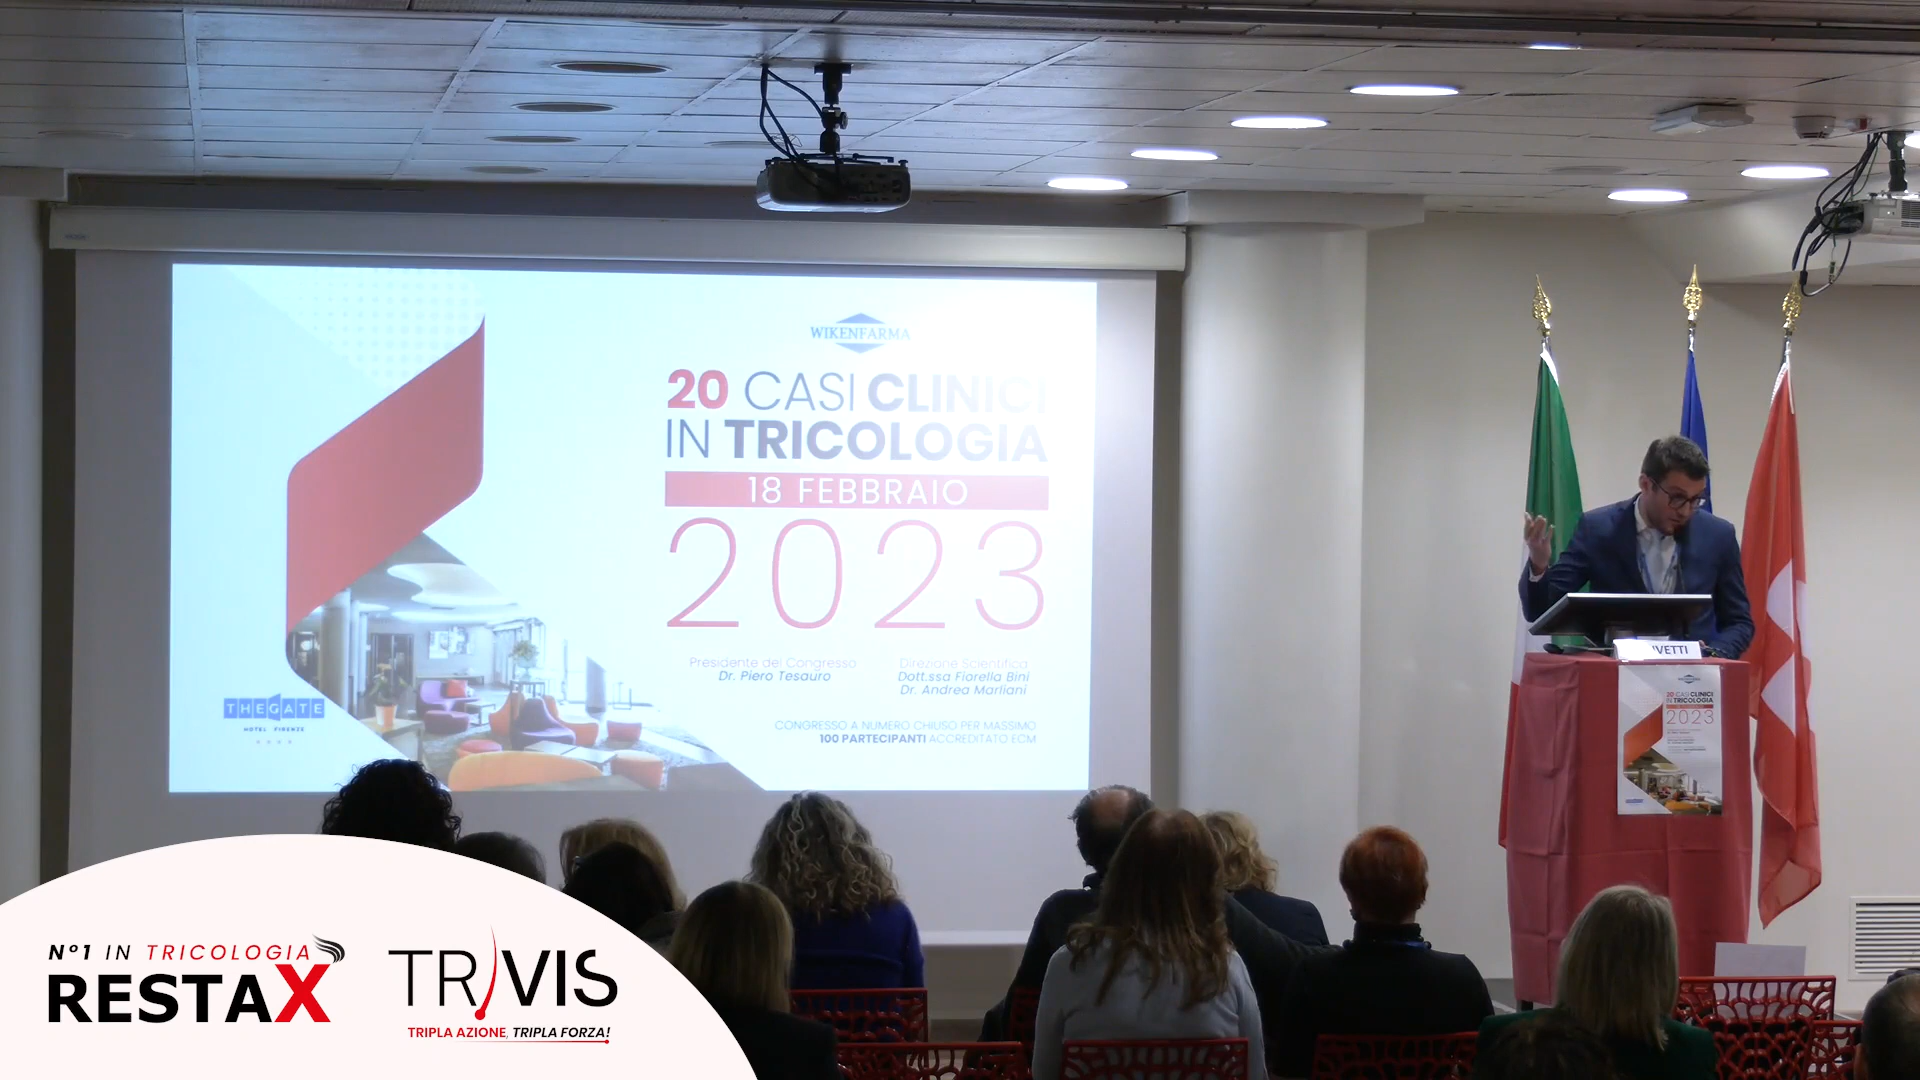 WIKENFARMA
20 CASI CLINICI
IN TRICOLOGIA
18 FEBBRAIO
2023
Presidente del Congresso
Dr. Piero Tesauro
Direzione Scientifica
Dott.ssa Fiorella Bini
Dr. Andrea Marliani
CONGRESSO A NUMERO CHIUSO PER MASSIMO
100 PARTECIPANTI ACCREDITATO ECM
THEGATE
HOTEL FIRENZE
IVETTI
20 CASI CLINICI
IN TRICOLOGIA
2023
N°1 IN TRICOLOGIA
RESTAX
TRIVIS
TRIPLA AZIONE, TRIPLA FORZA!